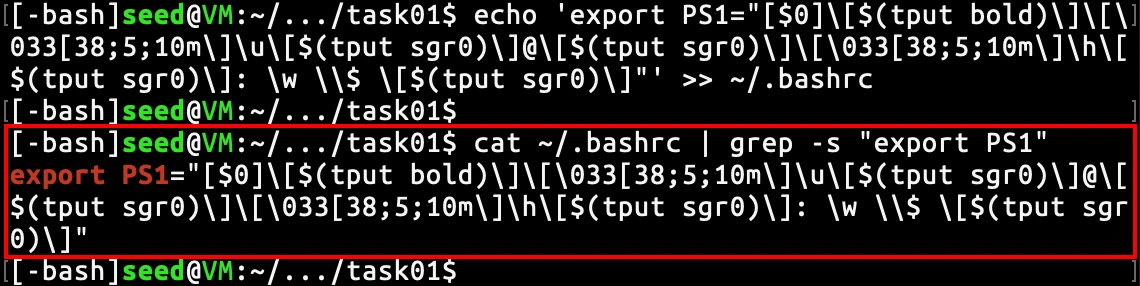 [-bash]seed@VM:~/.../task01$ echo 'export PS1="[$0]\[$(tput bold)\]\[\
033[38;5;10m\]\u\[$(tput sgr0)\]@\[$(tput sgr0)\]\[\033[38;5;10m\]\h\[
$(tput sgr0)\]: \w \\$ \[$(tput sgr0)\]"' >> ~/.bashrc
[-bash]seed@VM:~/.../task01$
[-bash]seed@VM:~/.../task01$ cat ~/.bashrc | grep -s "export PS1"
export PS1="[$0]\[$(tput bold)\]\[\033[38;5;10m\]\u\[$(tput sgr0)\]@\[
$(tput sgr0)\]\[\033[38;5;10m\]\h\[$(tput sgr0)\]: \w \\$ \[$(tput sgr
0)\]"
[-bash]seed@VM:~/.../task01$